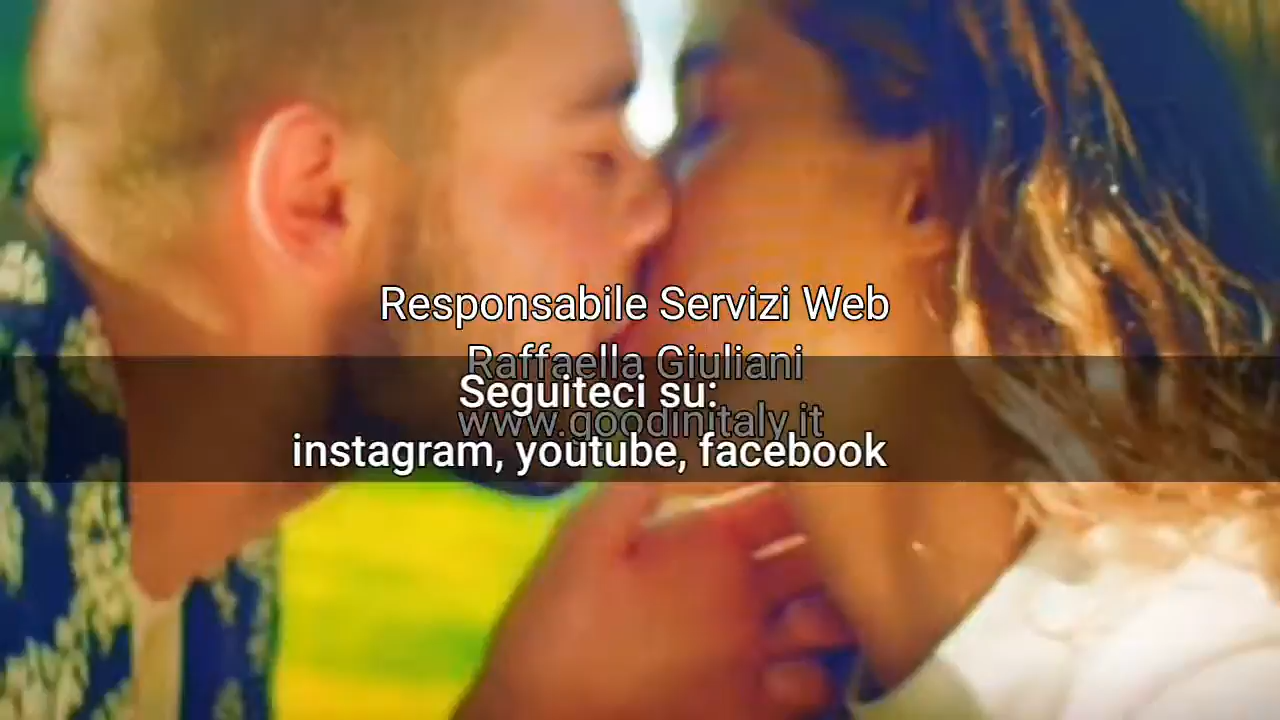 Responsabile Servizi Web
Raffaella Giuliani
Seguiteci su:
www.goodinitaly.it
instagram, youtube, facebook